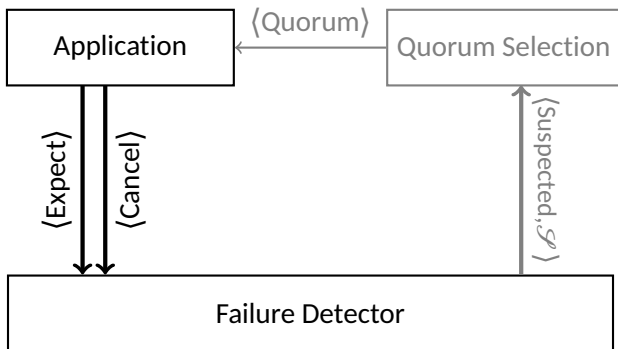 ⟨Quorum⟩
Application
Quorum Selection
⟨Expect⟩
⟨Cancel⟩
⟨Suspected,𝒮⟩
Failure Detector